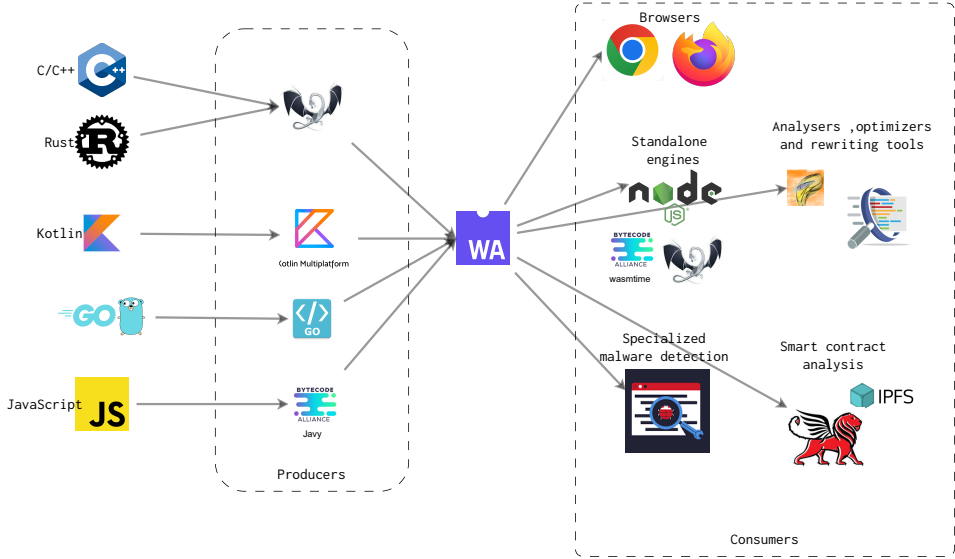 C/C++
C++
Rust
R
Kotlin
GO
JavaScript
JS
Kotlin Multiplatform
</>
GO
BYTECODE
ALLIANCE
Javy
Producers
WA
Browsers
Standalone
engines
node
JS
BYTECODE
ALLIANCE
wasmtime
Analysers ,optimizers
and rewriting tools
Specialized
malware detection
Smart contract
analysis
IPFS
Consumers